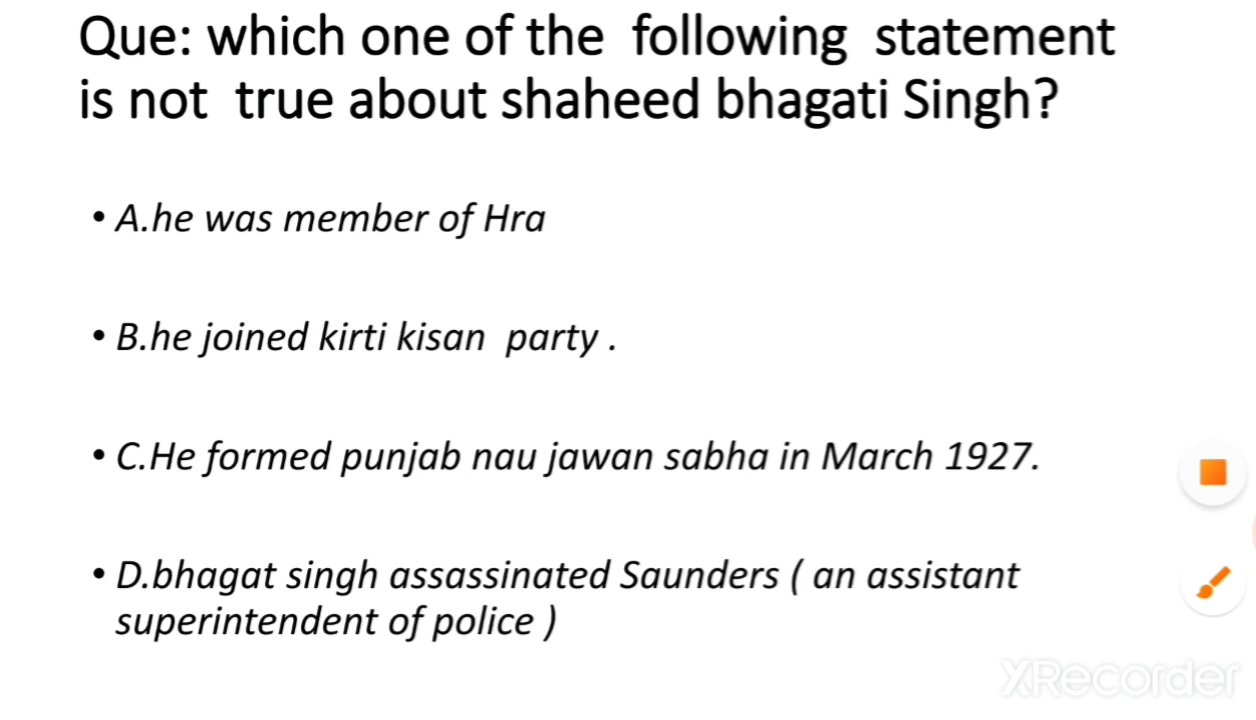 Que: which one of the following statement
is not true about shaheed bhagati Singh?
• A.he was member of Hra
• B.he joined kirti kisan party .
• C.He formed punjab nau jawan sabha in March 1927.
• D.bhagat singh assassinated Saunders ( an assistant
superintendent of police )
XRecorder